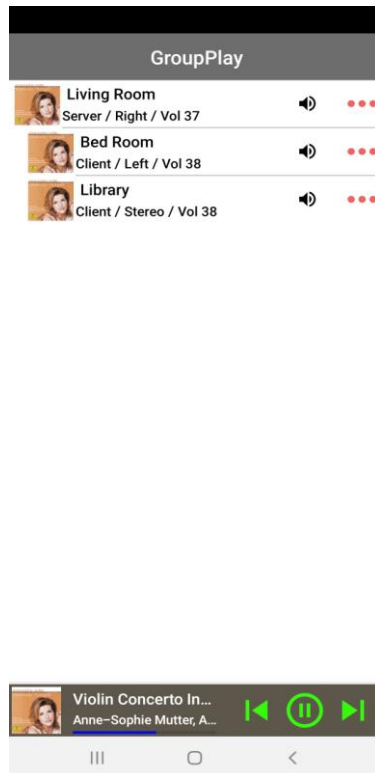 GroupPlay
Living Room
Server / Right / Vol 37
Bed Room
Client / Left / Vol 38
Library
Client / Stereo / Vol 38
Violin Concerto In...
Anne-Sophie Mutter, A...